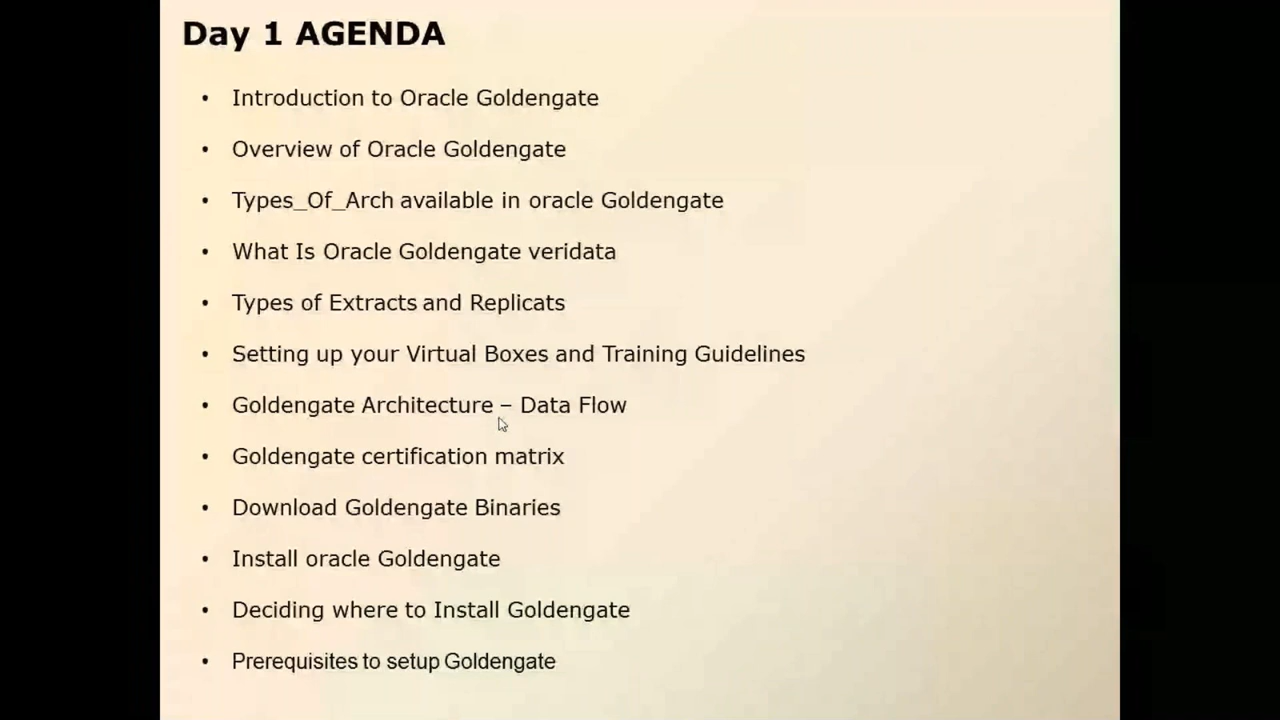 Day 1 AGENDA
• Introduction to Oracle Goldengate
• Overview of Oracle Goldengate
• Types_Of_Arch available in oracle Goldengate
• What Is Oracle Goldengate veridata
• Types of Extracts and Replicats
• Setting up your Virtual Boxes and Training Guidelines
• Goldengate Architecture – Data Flow
• Goldengate certification matrix
• Download Goldengate Binaries
• Install oracle Goldengate
• Deciding where to Install Goldengate
• Prerequisites to setup Goldengate